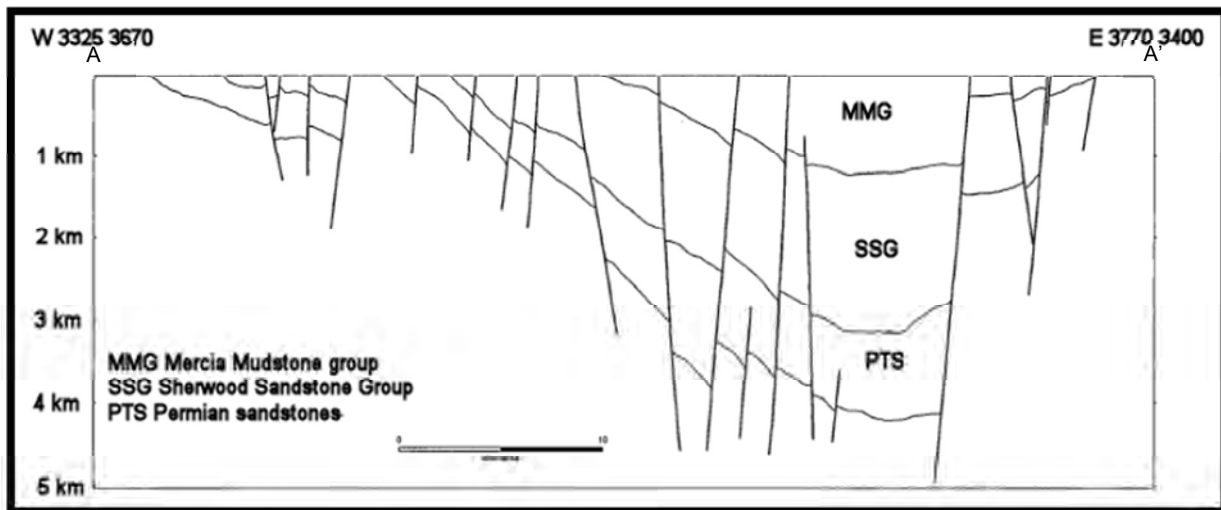 W 3325 3670
E 3770 3400
A
A'
MMG
1 km
2 km
SSG
3 km
PTS
MMG Mercia Mudstone group
SSG Sherwood Sandstone Group
PTS Permian sandstones
4 km
0 10
5 km